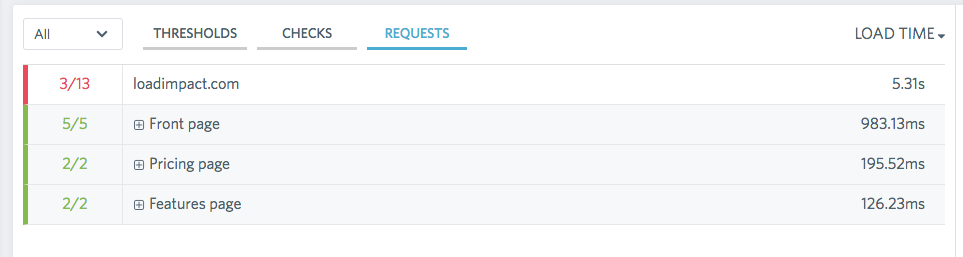 All THRESHOLDS CHECKS REQUESTS LOAD TIME
3/13 loadimpact.com 5.31s
5/5 Front page 983.13ms
2/2 Pricing page 195.52ms
2/2 Features page 126.23ms